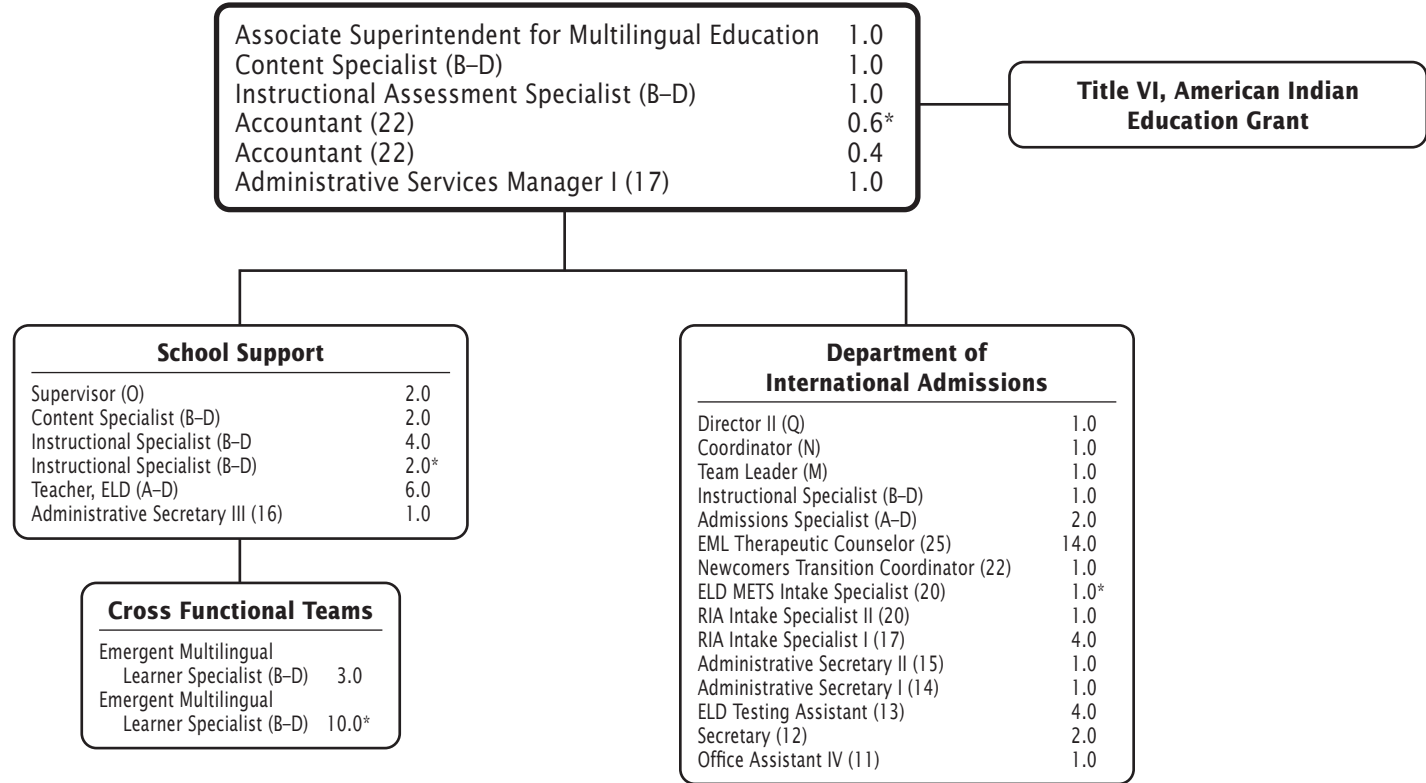 Associate Superintendent for Multilingual Education 1.0
Content Specialist (B–D) 1.0
Instructional Assessment Specialist (B–D) 1.0
Accountant (22) 0.6*
Accountant (22) 0.4
Administrative Services Manager I (17) 1.0
Title VI, American Indian
Education Grant
School Support
Supervisor (O) 2.0
Content Specialist (B–D) 2.0
Instructional Specialist (B–D 4.0
Instructional Specialist (B–D) 2.0*
Teacher, ELD (A–D) 6.0
Administrative Secretary III (16) 1.0
Cross Functional Teams
Emergent Multilingual
Learner Specialist (B–D) 3.0
Emergent Multilingual
Learner Specialist (B–D) 10.0*
Department of
International Admissions
Director II (Q) 1.0
Coordinator (N) 1.0
Team Leader (M) 1.0
Instructional Specialist (B–D) 1.0
Admissions Specialist (A–D) 2.0
EML Therapeutic Counselor (25) 14.0
Newcomers Transition Coordinator (22) 1.0
ELD METS Intake Specialist (20) 1.0*
RIA Intake Specialist II (20) 1.0
RIA Intake Specialist I (17) 4.0
Administrative Secretary II (15) 1.0
Administrative Secretary I (14) 1.0
ELD Testing Assistant (13) 4.0
Secretary (12) 2.0
Office Assistant IV (11) 1.0